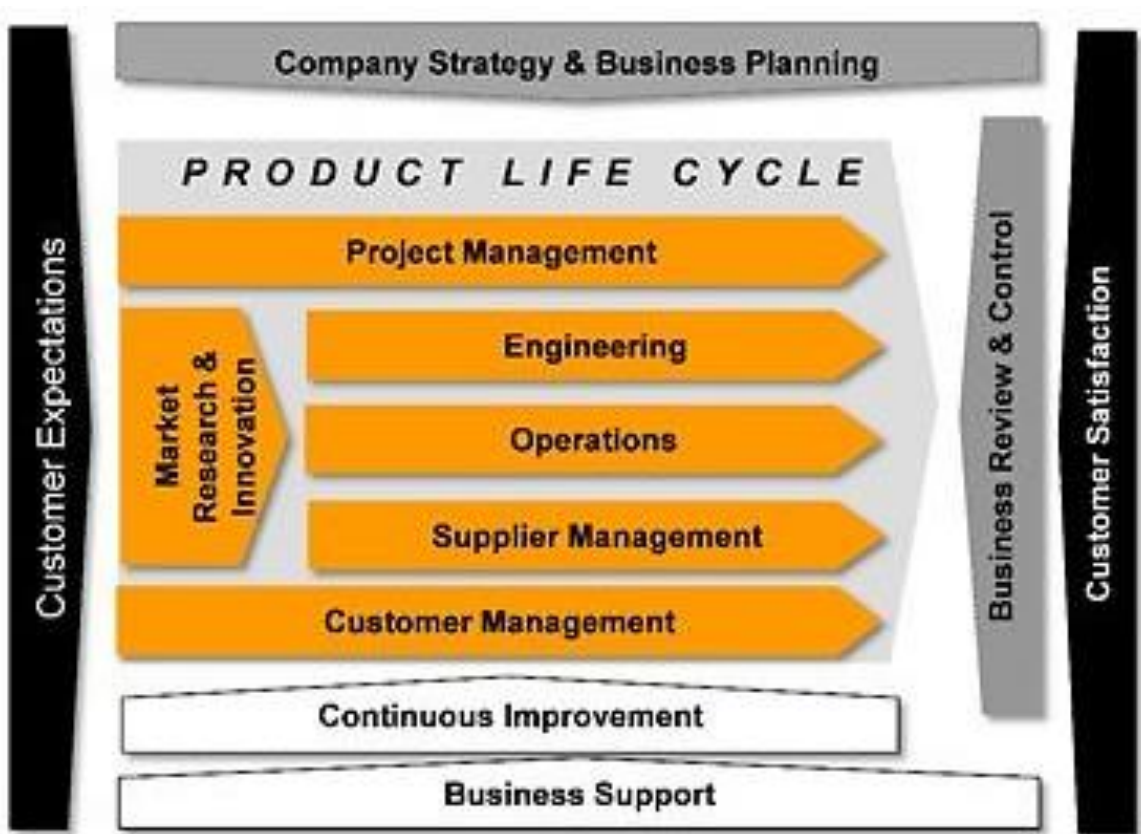 Company Strategy & Business Planning
PRODUCT LIFE CYCLE
Customer Expectations
Project Management
Market
Research &
Innovation
Engineering
Operations
Supplier Management
Customer Management
Business Review & Control
Customer Satisfaction
Continuous Improvement
Business Support